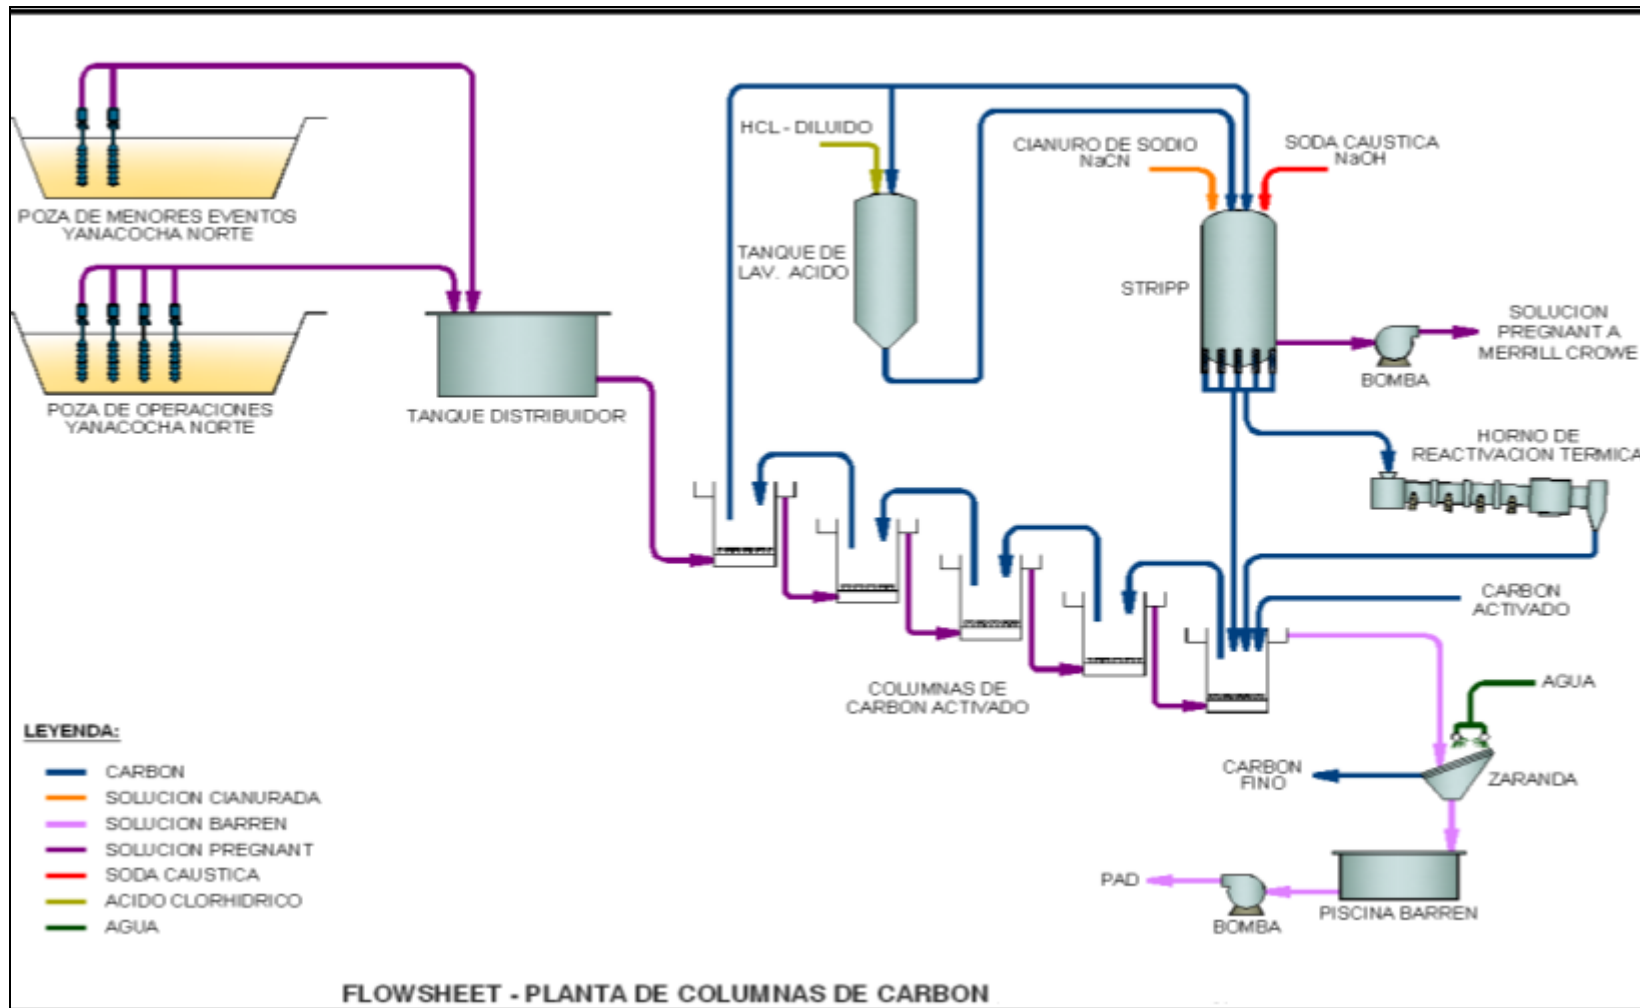 HCL - DILUIDO
CIANURO DE SODIO
NaCN
SODA CAUSTICA
NaOH
POZA DE MENORES EVENTOS
YANACOCHA NORTE
TANQUE DE
LAV. ACIDO
STRIPP
SOLUCION
PREGNANT A
MERRILL CROWE
BOMBA
POZA DE OPERACIONES
YANACOCHA NORTE
TANQUE DISTRIBUIDOR
HORNO DE
REACTIVACION TERMICA
CARBON
ACTIVADO
COLUMNAS DE
CARBON ACTIVADO
AGUA
CARBON
FINO
ZARANDA
PAD
BOMBA
PISCINA BARREN
LEYENDA:
CARBON
SOLUCION CIANURADA
SOLUCION BARREN
SOLUCION PREGNANT
SODA CAUSTICA
ACIDO CLORHIDRICO
AGUA
FLOWSHEET - PLANTA DE COLUMNAS DE CARBON